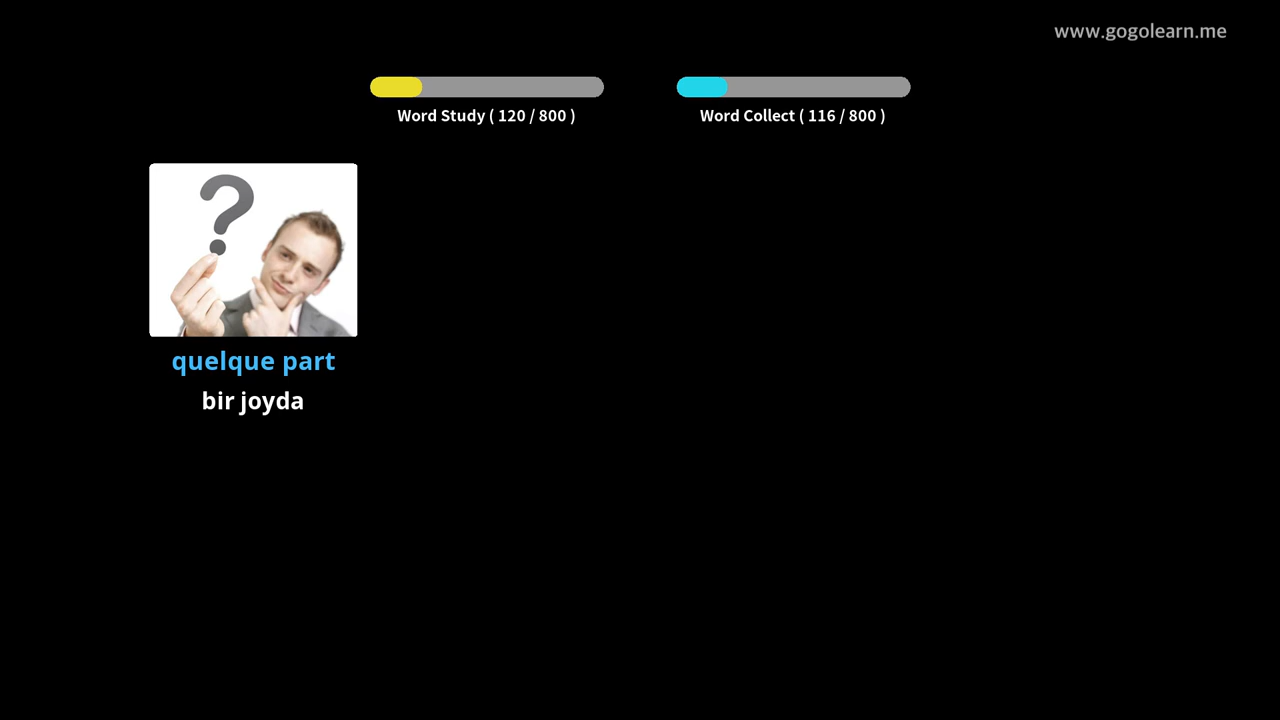 www.gogolearn.me
Word Study ( 120 / 800 )
Word Collect ( 116 / 800 )
?
quelque part
bir joyda